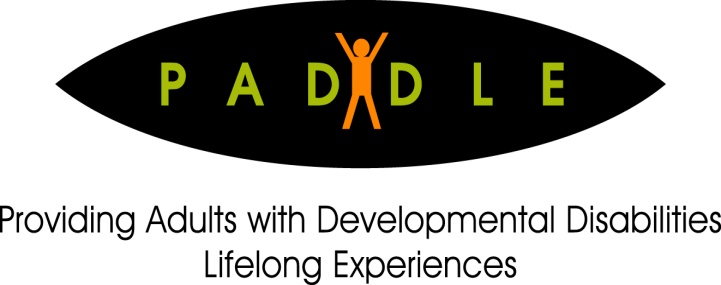 PADDLE
Providing Adults with Developmental Disabilities
Lifelong Experiences